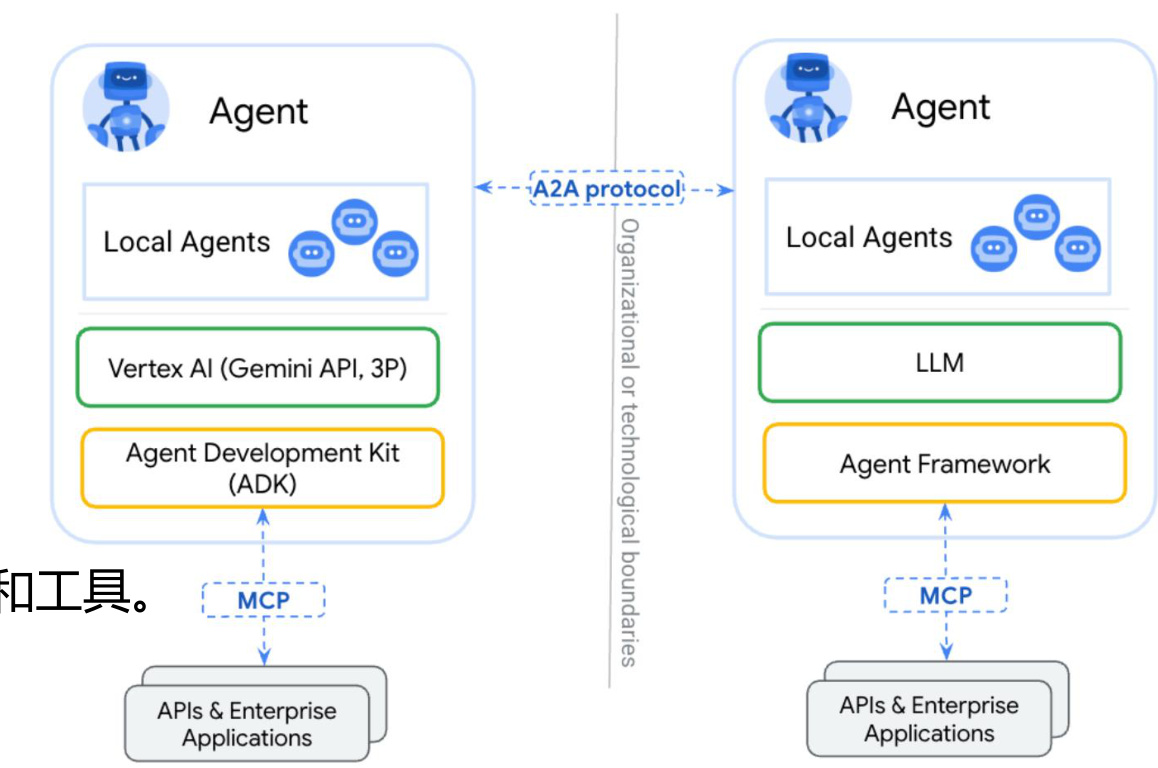 Agent
Local Agents
Vertex AI (Gemini API, 3P)
Agent Development Kit
(ADK)
MCP
APIs & Enterprise
Applications
和工具。
A2A protocol
Organizational or technological boundaries
Agent
Local Agents
LLM
Agent Framework
MCP
APIs & Enterprise
Applications